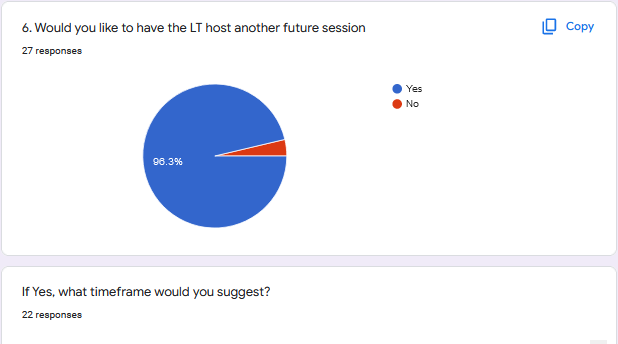 6. Would you like to have the LT host another future session
Copy
27 responses
Yes
No
96.3%
If Yes, what timeframe would you suggest?
22 responses